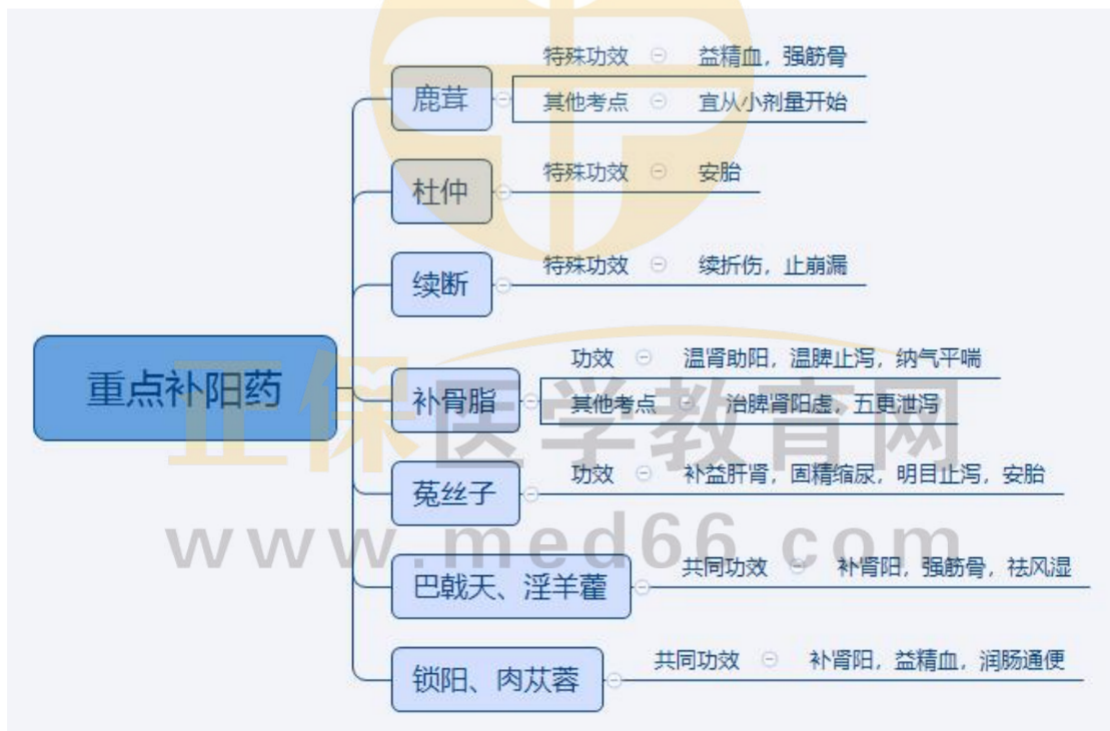 重点补阳药
鹿茸
特殊功效 益精血，强筋骨
其他考点 宜从小剂量开始
杜仲
特殊功效 安胎
续断
特殊功效 续折伤，止崩漏
补骨脂
功效 温肾助阳，温脾止泻，纳气平喘
其他考点 治脾肾阳虚，五更泄泻
菟丝子
功效 补益肝肾，固精缩尿，明目止泻，安胎
巴戟天、淫羊藿
共同功效 补肾阳，强筋骨，祛风湿
锁阳、肉苁蓉
共同功效 补肾阳，益精血，润肠通便
正保医学教育网
www.med66.com